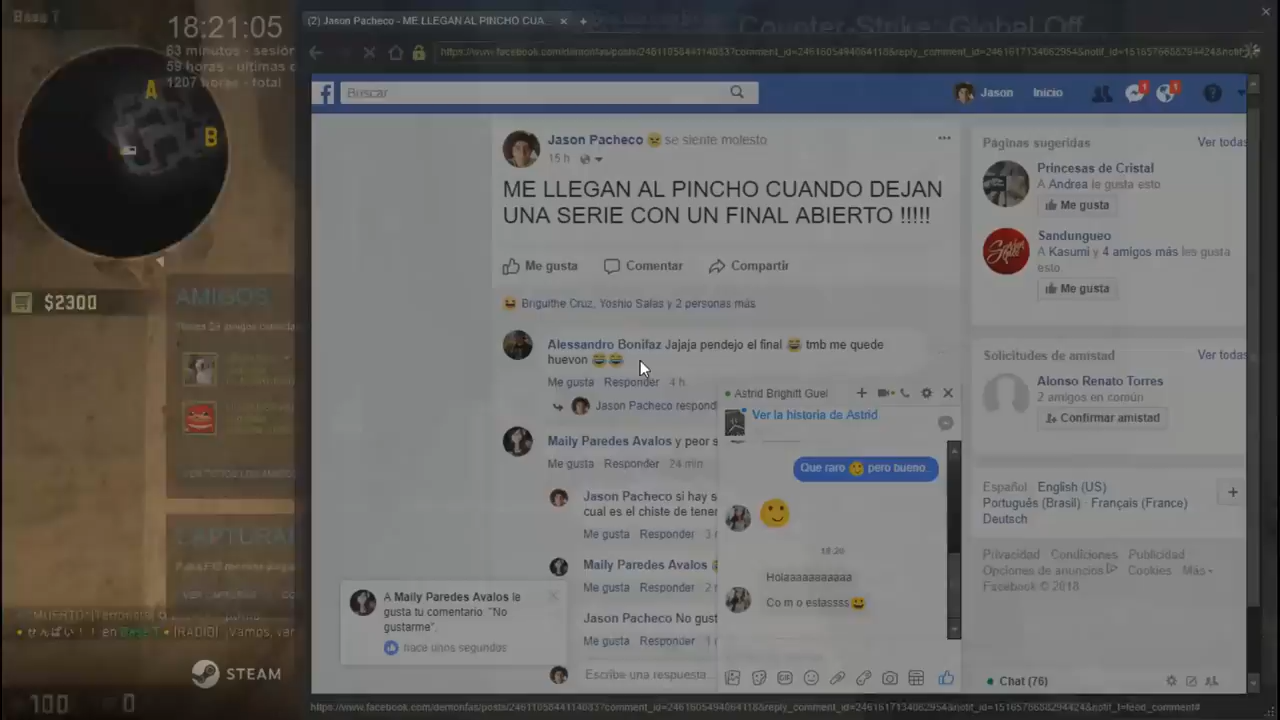 Base T
18:21:05
63 minutos - sesión
59 horas - ultimas
1207 horas - total
Counter-Strike: Global Off
(2) Jason Pacheco - ME LLEGAN AL PINCHO CUA...
Buscar
Jason
Inicio
1
1
A
B
$2300
AMIGOS
STEAM
100
0
Jason Pacheco 😠 se siente molesto
15 h
ME LLEGAN AL PINCHO CUANDO DEJAN
UNA SERIE CON UN FINAL ABIERTO !!!!!
Me gusta
Comentar
Compartir
Briguithe Cruz, Yoshio Salas y 2 personas más
Alessandro Bonifaz Jajaja pendejo el final 😂 tmb me quede
huevon 😂😂
Me gusta Responder 4 h
Jason Pacheco respond
Maily Paredes Avalos y peor s
Me gusta Responder 24 min
Jason Pacheco si hay s
cual es el chiste de tener
Me gusta Responder
Maily Paredes Avalos
Me gusta Responder
Jason Pacheco No gust
Me gusta Responder
Escribe una respuesta...
A Maily Paredes Avalos le
gusta tu comentario. "No
gustarme".
hace unos segundos
Astrid Brighitt Guel
Ver la historia de Astrid
Que raro 🙂 pero bueno.
18:20
Holaaaaaaaaaaa
Co m o estassss😀
Páginas sugeridas
Ver todas
Princesas de Cristal
A Andrea le gusta esto
Me gusta
Sandungueo
A Kasumi y 4 amigos más les gusta
esto
Me gusta
Solicitudes de amistad
Ver todas
Alonso Renato Torres
2 amigos en común
Confirmar amistad
Español · English (US)
Português (Brasil) · Français (France)
Deutsch
Privacidad · Condiciones · Publicidad
Opciones de anuncios · Cookies · Más
Facebook © 2018
Chat (76)